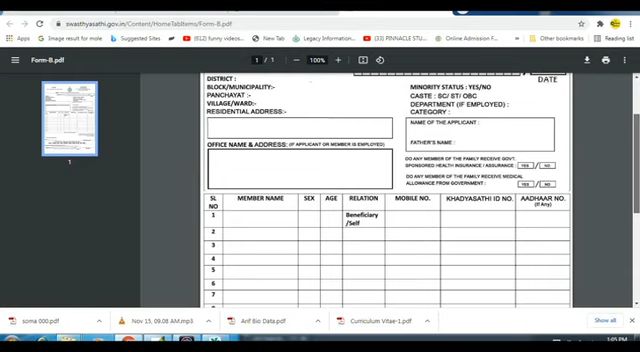 swasthyasathi.gov.in/Content/HomeTabItems/Form-B.pdf
Apps Image result for mole Suggested Sites (612) funny videews New Tab Legacy Information... (33) PINNACLE STU... Online Admission F... Other bookmarks Reading list
Form-B.pdf 1 / 1 100%
1
DATE
DISTRICT :
BLOCK/MUNICIPALITY:-
PANCHAYAT :-
VILLAGE/WARD:-
RESIDENTIAL ADDRESS:-
MINORITY STATUS : YES/NO
CASTE : SC/ ST/ OBC
DEPARTMENT (IF EMPLOYED) :
CATEGORY :
NAME OF THE APPLICANT :
FATHER'S NAME :
OFFICE NAME & ADDRESS: (IF APPLICANT OR MEMBER IS EMPLOYED)
DO ANY MEMBER OF THE FAMILY RECEIVE GOVT.
SPONSORED HEALTH INSURANCE / ASSURANCE : YES / NO
DO ANY MEMBER OF THE FAMILY RECEIVE MEDICAL
ALLOWANCE FROM GOVERNMENT : YES / NO
SL NO MEMBER NAME SEX AGE RELATION MOBILE NO. KHADYASATHI ID NO. AADHAAR NO. (If Any)
1 Beneficiary /Self
2
3
4
5
6
7
soma 000.pdf Nov 15, 09.08 AM.mp3 Arif Bio Data.pdf Curriculum Vitae-1.pdf Show all
1:05 PM